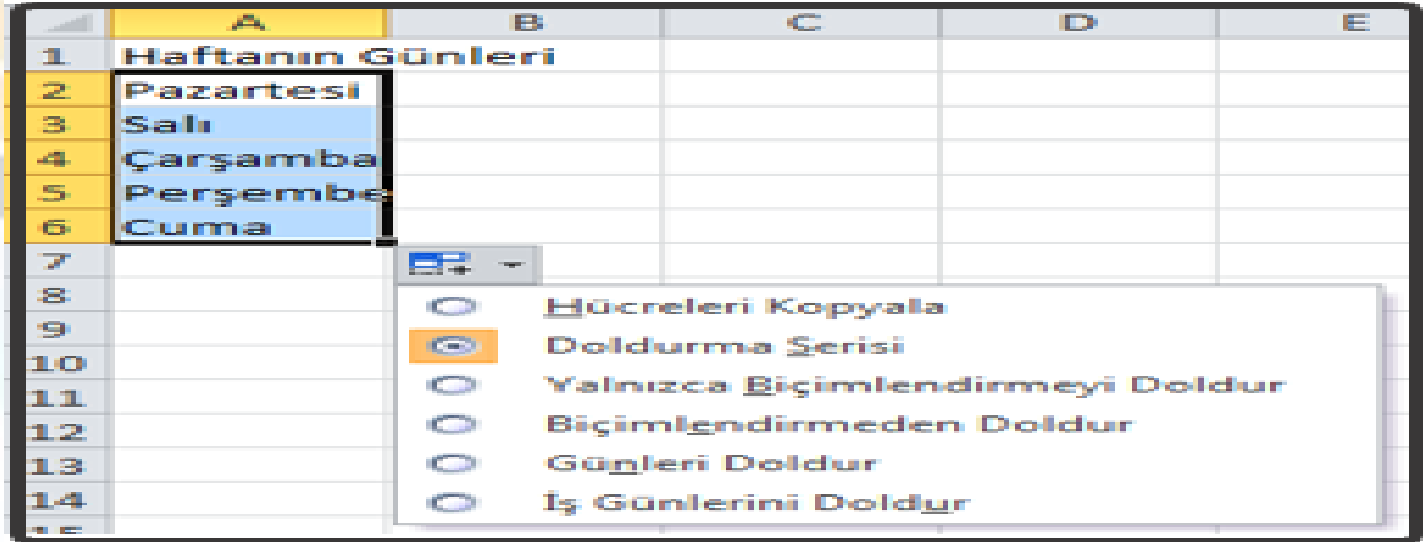 A B C D E
1 Haftanın Günleri
2 Pazartesi
3 Salı
4 Çarşamba
5 Perşembe
6 Cuma
7
8 Hücreleri Kopyala
9 Doldurma Serisi
10 Yalnızca Biçimlendirmeyi Doldur
11
12 Biçimlendirmeden Doldur
13 Günleri Doldur
14 İş Günlerini Doldur
15